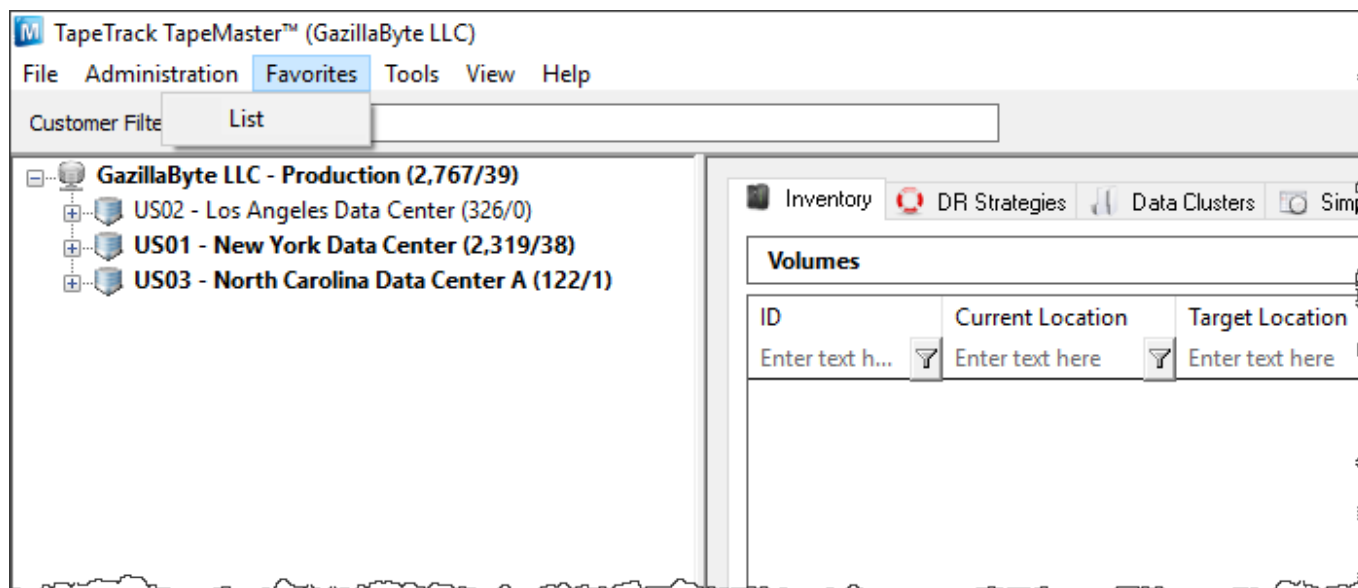 TapeTrack TapeMaster™ (GazillaByte LLC)
File Administration Favorites Tools View Help
List
Customer Filte
GazillaByte LLC - Production (2,767/39)
US02 - Los Angeles Data Center (326/0)
US01 - New York Data Center (2,319/38)
US03 - North Carolina Data Center A (122/1)
Inventory DR Strategies Data Clusters Simp
Volumes
ID Current Location Target Location
Enter text h... Enter text here Enter text here